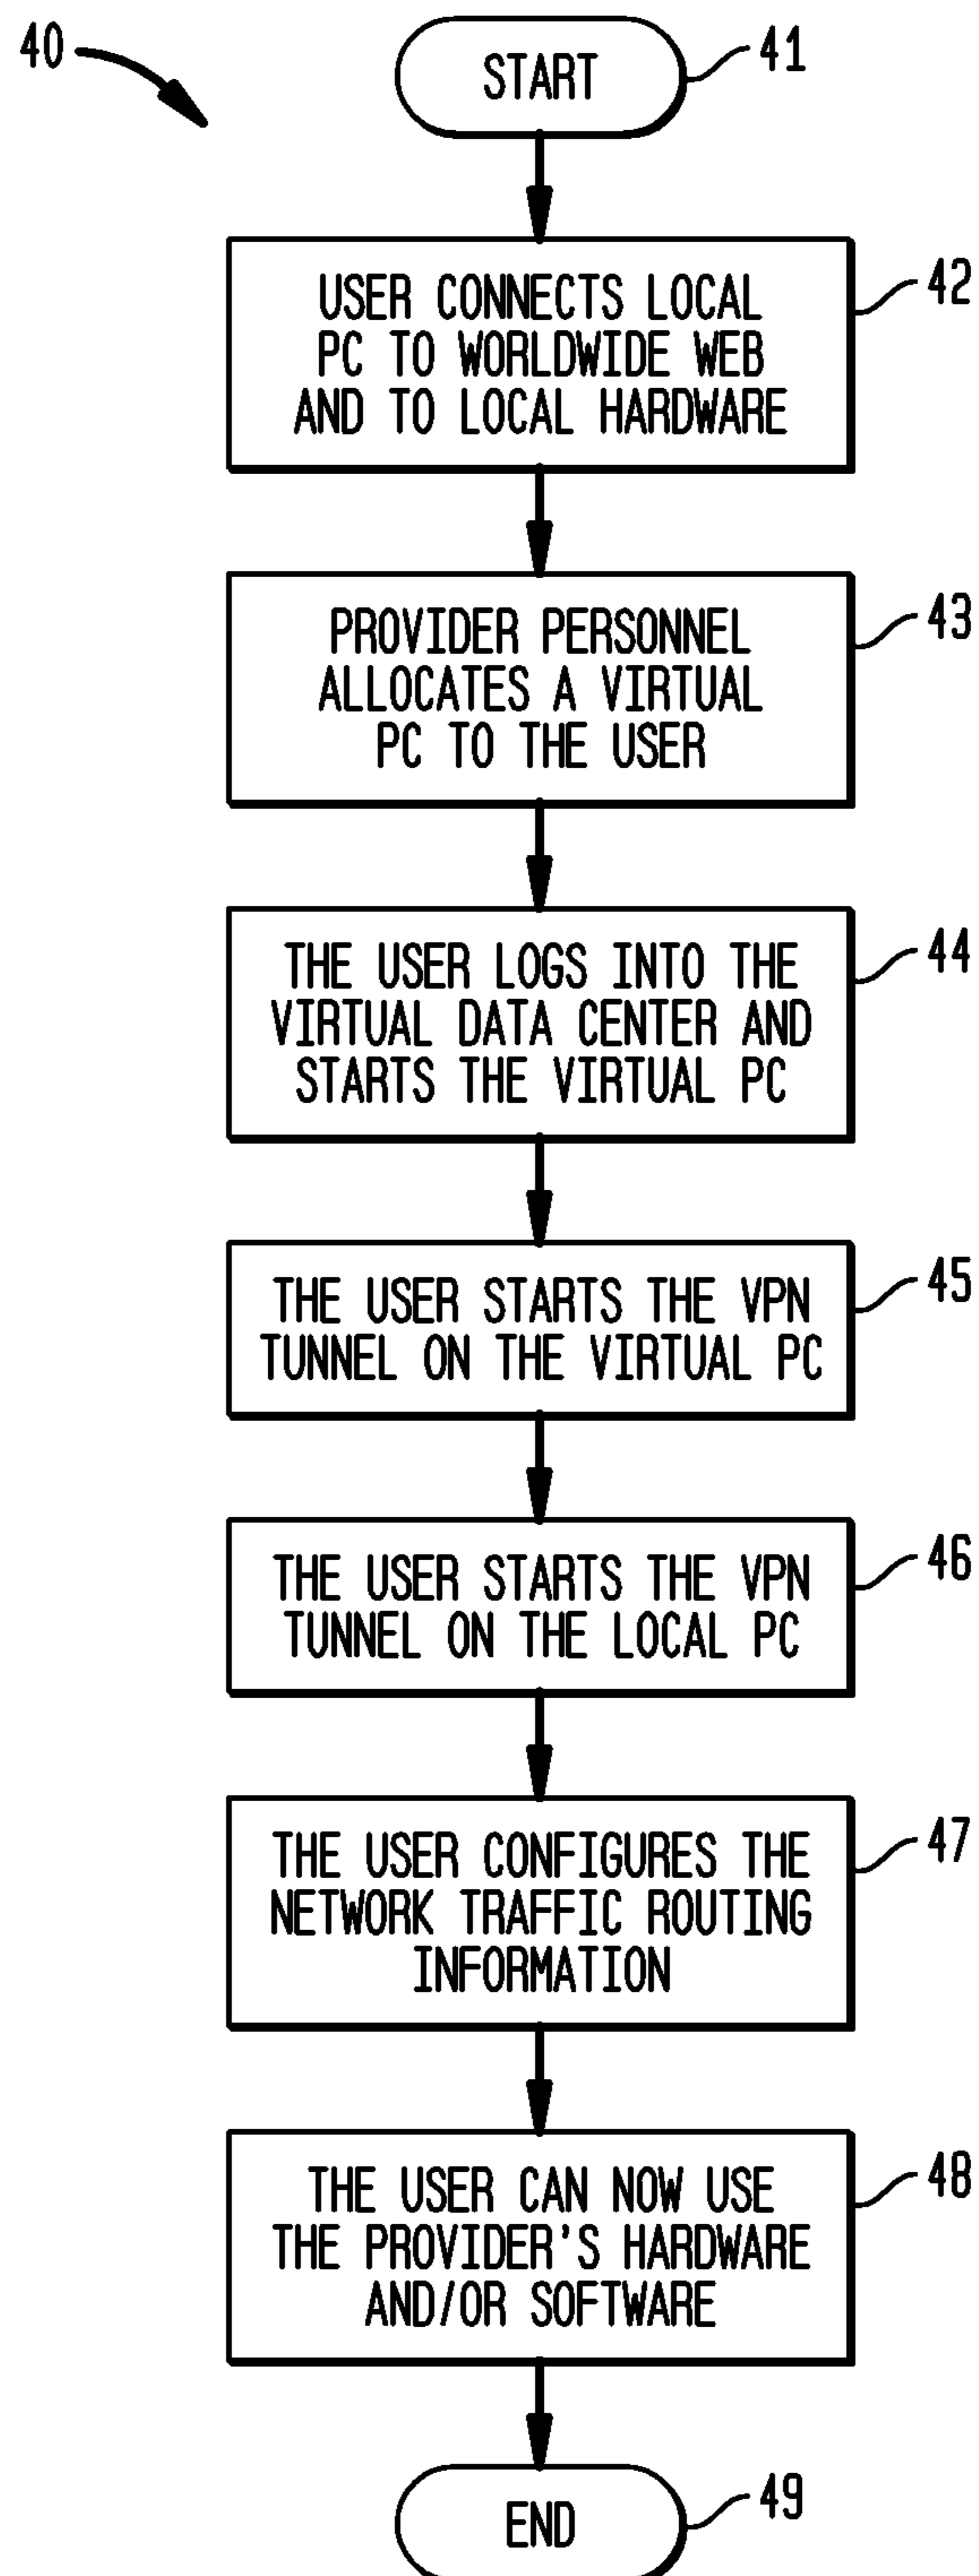 40
START
41
USER CONNECTS LOCAL
PC TO WORLDWIDE WEB
AND TO LOCAL HARDWARE
42
PROVIDER PERSONNEL
ALLOCATES A VIRTUAL
PC TO THE USER
43
THE USER LOGS INTO THE
VIRTUAL DATA CENTER AND
STARTS THE VIRTUAL PC
44
THE USER STARTS THE VPN
TUNNEL ON THE VIRTUAL PC
45
THE USER STARTS THE VPN
TUNNEL ON THE LOCAL PC
46
THE USER CONFIGURES THE
NETWORK TRAFFIC ROUTING
INFORMATION
47
THE USER CAN NOW USE
THE PROVIDER'S HARDWARE
AND/OR SOFTWARE
48
END
49